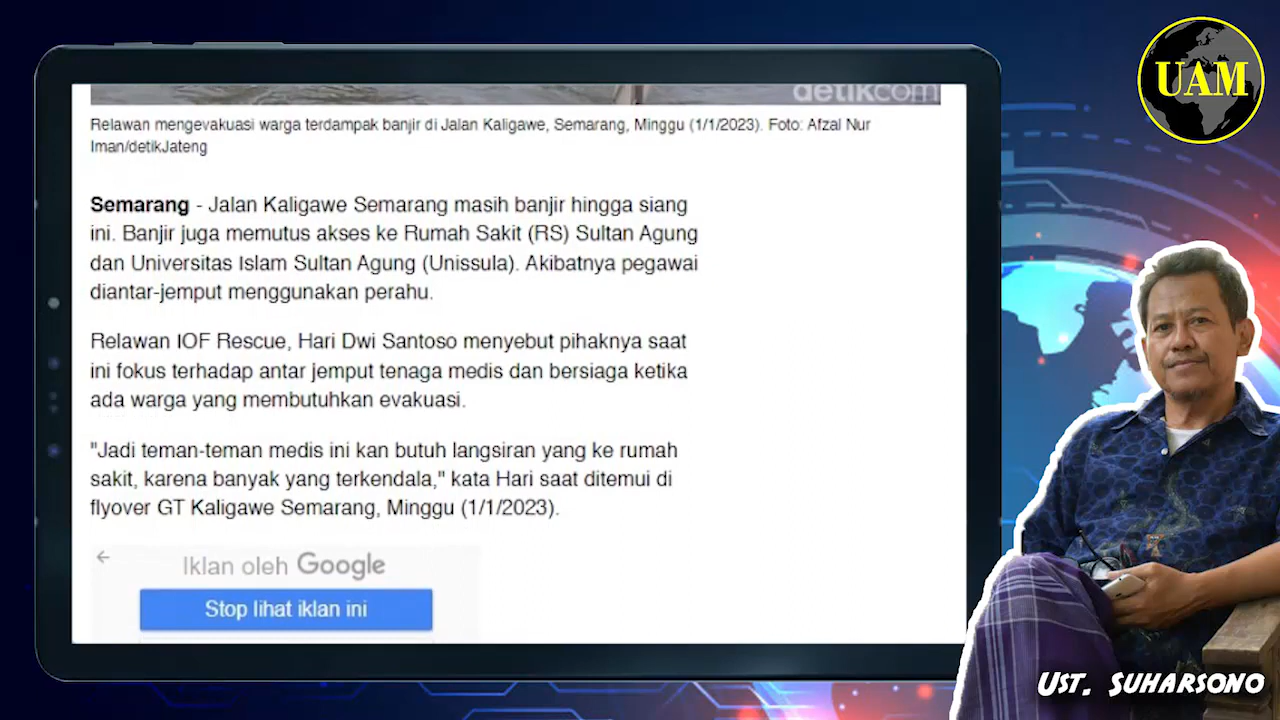 detikcom
Relawan mengevakuasi warga terdampak banjir di Jalan Kaligawe, Semarang, Minggu (1/1/2023). Foto: Afzal Nur
Iman/detikJateng
Semarang - Jalan Kaligawe Semarang masih banjir hingga siang
ini. Banjir juga memutus akses ke Rumah Sakit (RS) Sultan Agung
dan Universitas Islam Sultan Agung (Unissula). Akibatnya pegawai
diantar-jemput menggunakan perahu.
Relawan IOF Rescue, Hari Dwi Santoso menyebut pihaknya saat
ini fokus terhadap antar jemput tenaga medis dan bersiaga ketika
ada warga yang membutuhkan evakuasi.
"Jadi teman-teman medis ini kan butuh langsiran yang ke rumah
sakit, karena banyak yang terkendala," kata Hari saat ditemui di
flyover GT Kaligawe Semarang, Minggu (1/1/2023).
Iklan oleh Google
Stop lihat iklan ini
UAM
UST. SUHARSONO